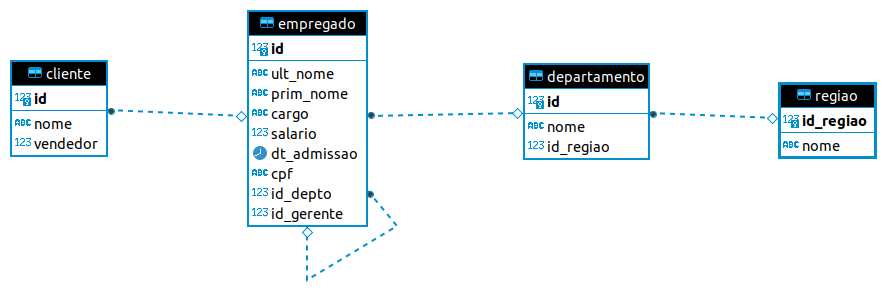 cliente
123 id
ABC nome
123 vendedor
empregado
123 id
ABC ult_nome
ABC prim_nome
ABC cargo
123 salario
dt_admissao
ABC cpf
123 id_depto
123 id_gerente
departamento
123 id
ABC nome
123 id_regiao
regiao
123 id_regiao
ABC nome